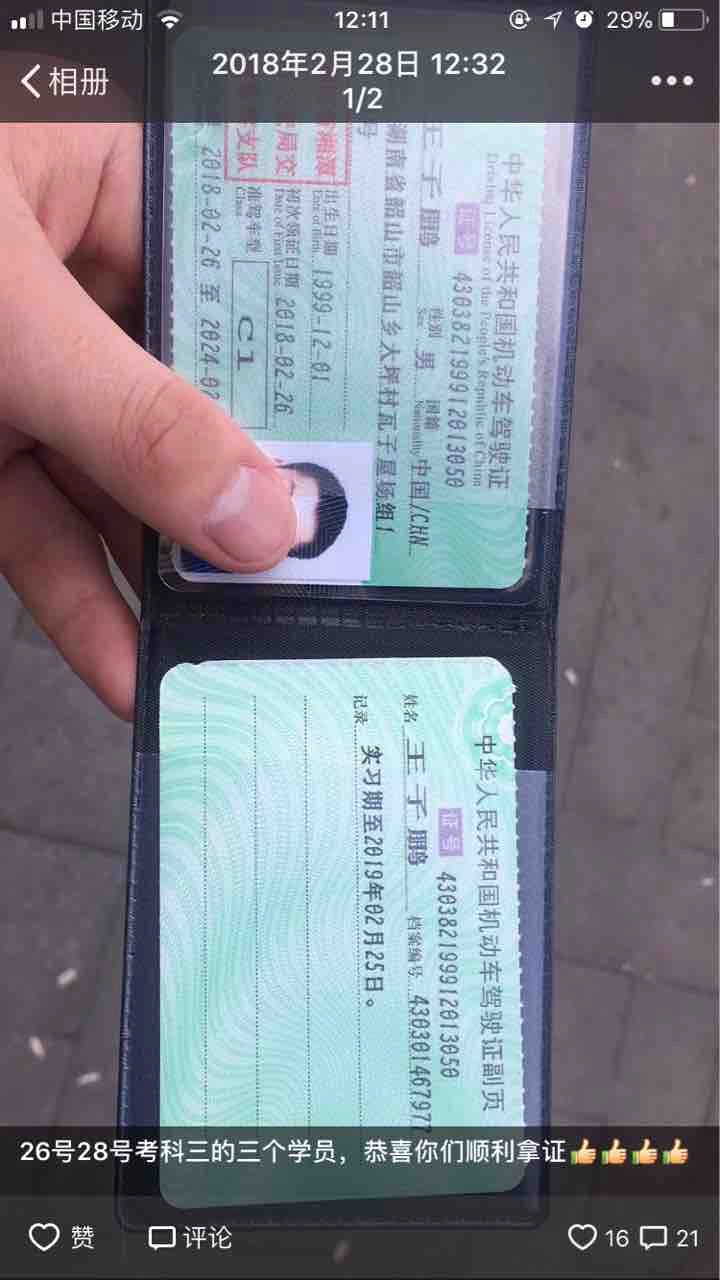 中国移动 12:11 29%
相册
2018年2月28日 12:32
1/2
中华人民共和国机动车驾驶证
Driving License of the People's Republic of China
证号 430382199912013050
王子鹏 性别 Sex 男 国籍 Nationality 中国/CHN
湖南省韶山市韶山乡大坪村瓦子屋场组1
号
出生日期 Date of Birth 1999-12-01
初次领证日期 Date of First Issue 2018-02-26
准驾车型 Class C1
2018-02-26 至 2024-02
湘潭
局交
支队
中华人民共和国机动车驾驶证副页
证号 430382199912013050
姓名 王子鹏 档案编号 43030146797
记录 实习期至2019年02月25日。
26号28号考科三的三个学员，恭喜你们顺利拿证👍👍👍👍
赞 评论 16 21